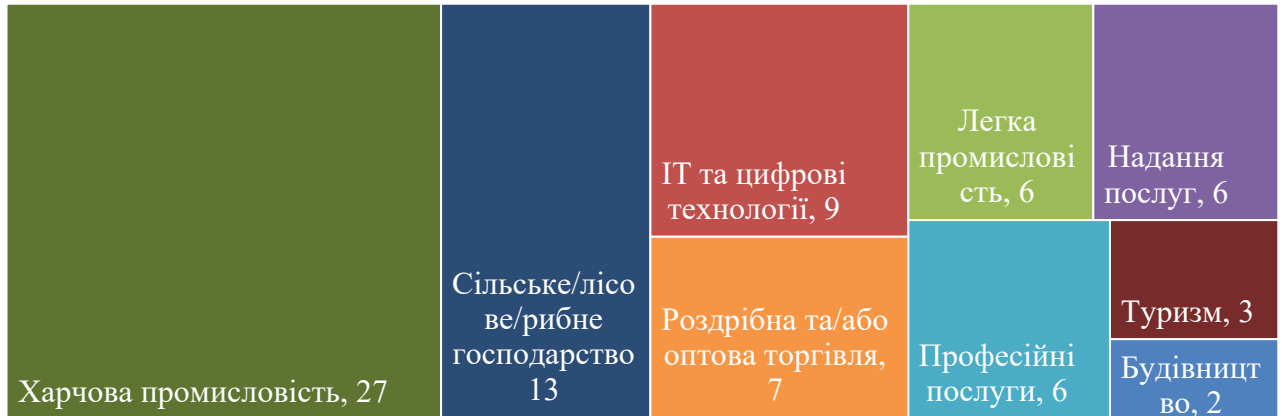 Харчова промисловість, 27
Сільське/лісо
ве/рибне
господарство
13
ІТ та цифрові
технології, 9
Роздрібна та/або
оптова торгівля,
7
Легка
промислові
сть, 6
Надання
послуг, 6
Професійні
послуги, 6
Туризм, 3
Будівницт
во, 2